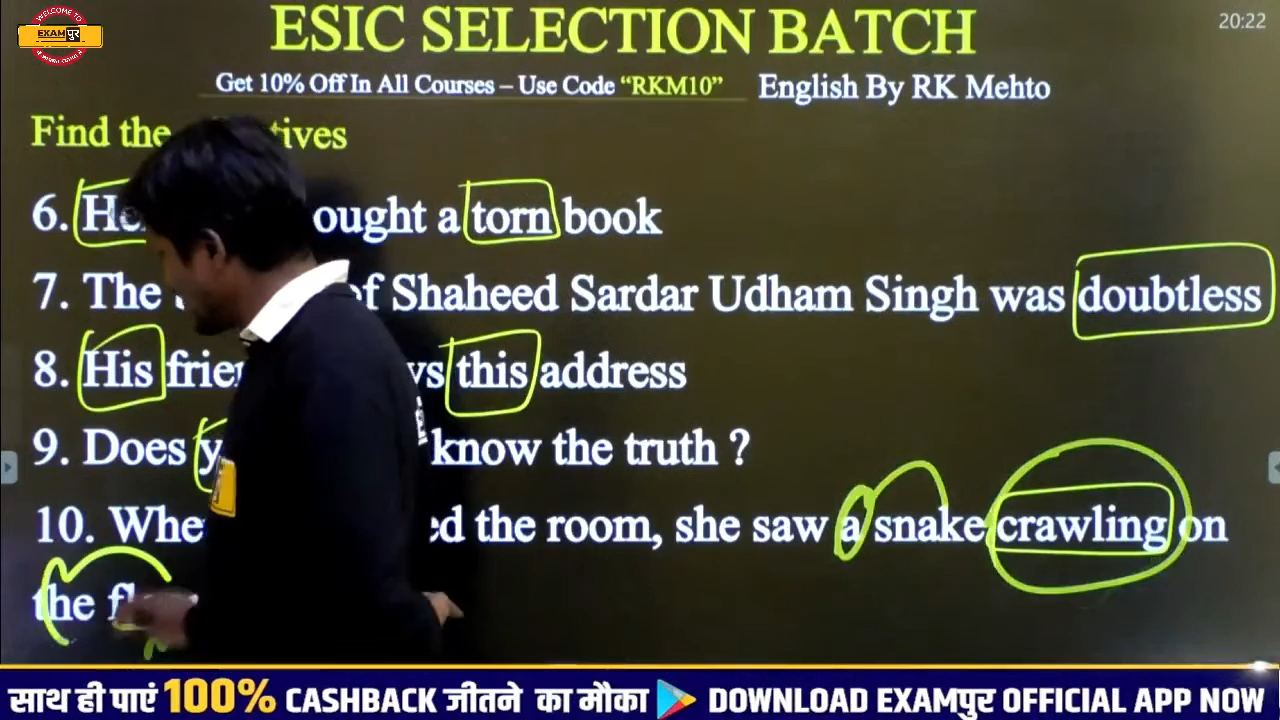 WELCOME TO
EXAMपुर
20:22
ESIC SELECTION BATCH
Get 10% Off In All Courses – Use Code “RKM10” English By RK Mehto
Find the
6. ought a torn book
7. The of Shaheed Sardar Udham Singh was doubtless
8. His this address
9. Does know the truth ?
10. the room, she saw a snake crawling on
the
साथ ही पाएं 100% CASHBACK जीतने का मौका DOWNLOAD EXAMपुर OFFICIAL APP NOW